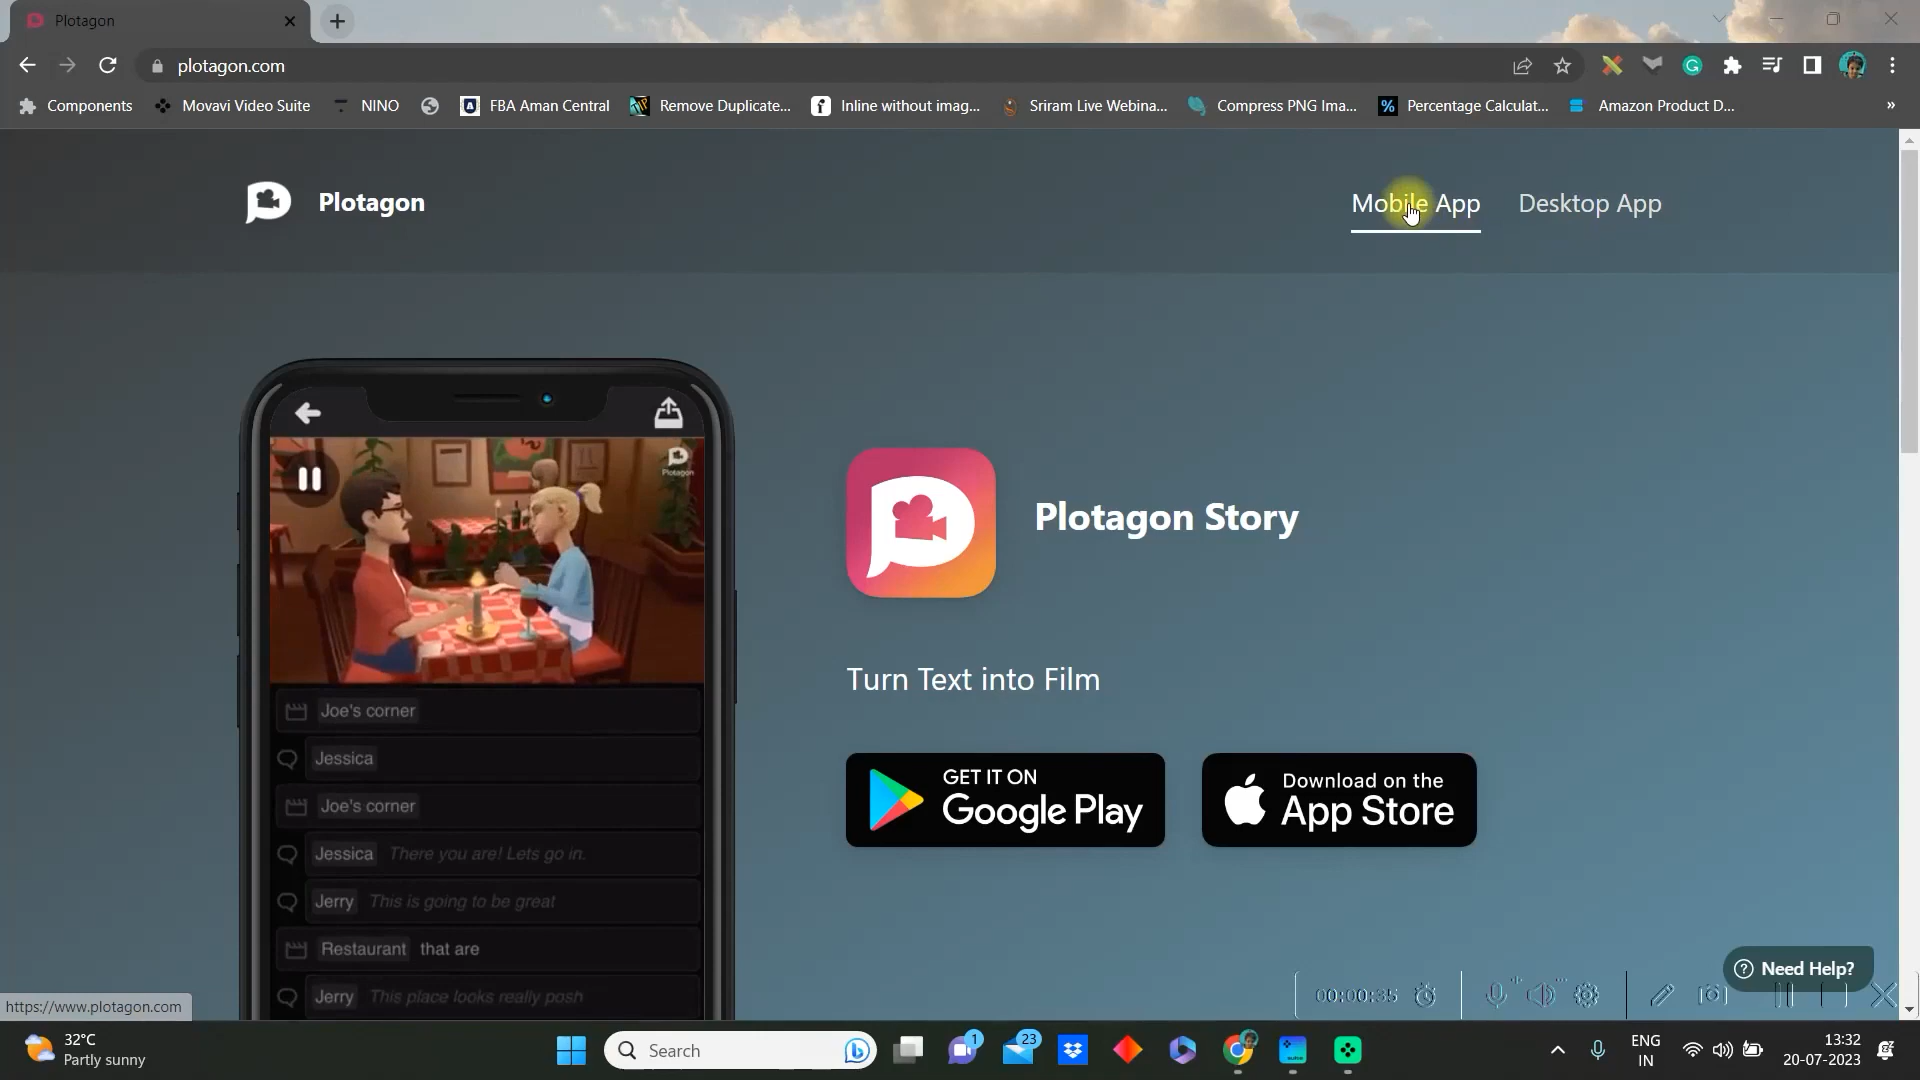 Plotagon
plotagon.com
Components
Movavi Video Suite
NINO
FBA Aman Central
Remove Duplicate...
Inline without imag...
Sriram Live Webina...
Compress PNG Ima...
Percentage Calculat...
Amazon Product D...
»
Plotagon
Mobile App
Desktop App
Plotagon
Plotagon Story
Turn Text into Film
GET IT ON
Google Play
Download on the
App Store
Joe's corner
Jessica
Joe's corner
Jessica There you are! Lets go in.
Jerry This is going to be great
Restaurant that are
Jerry This place looks really posh
Need Help?
00:00:35
https://www.plotagon.com
32°C
Partly sunny
Search
1
23
ENG
IN
13:32
20-07-2023